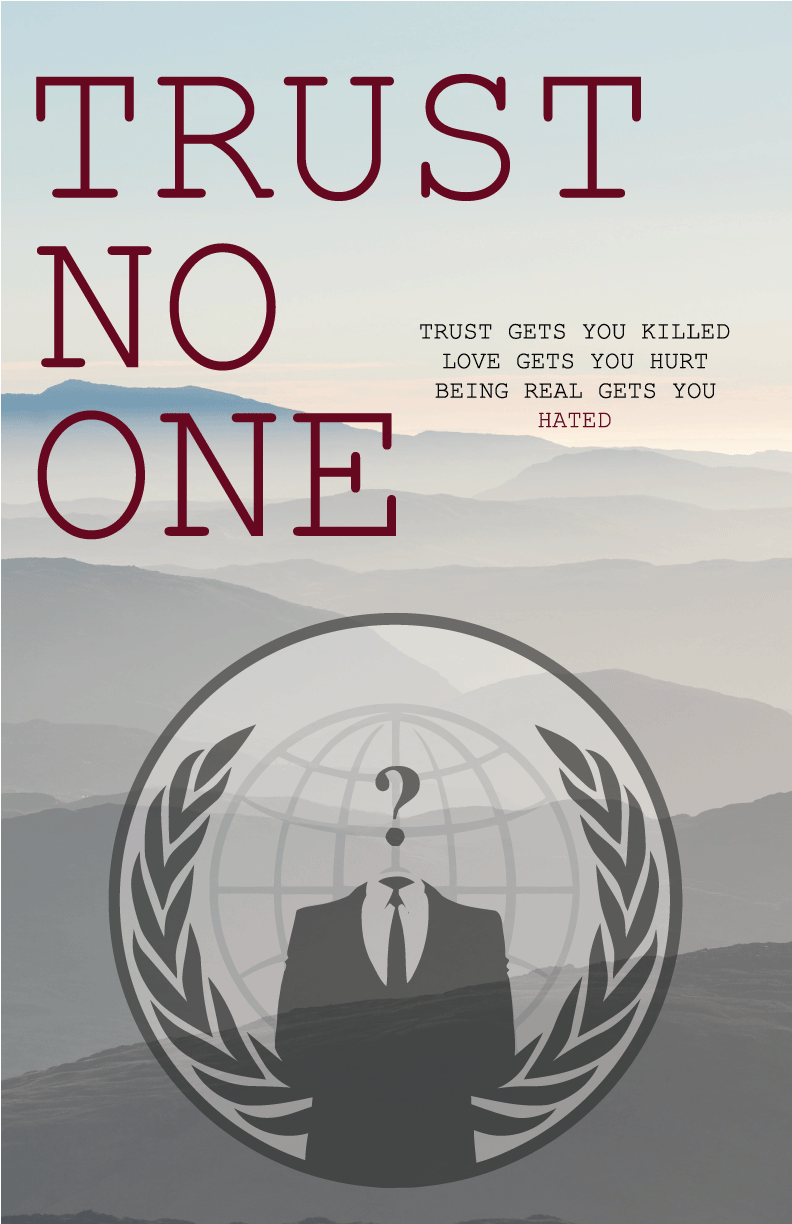 TRUST
NO
ONE
TRUST GETS YOU KILLED
LOVE GETS YOU HURT
BEING REAL GETS YOU
HATED
?